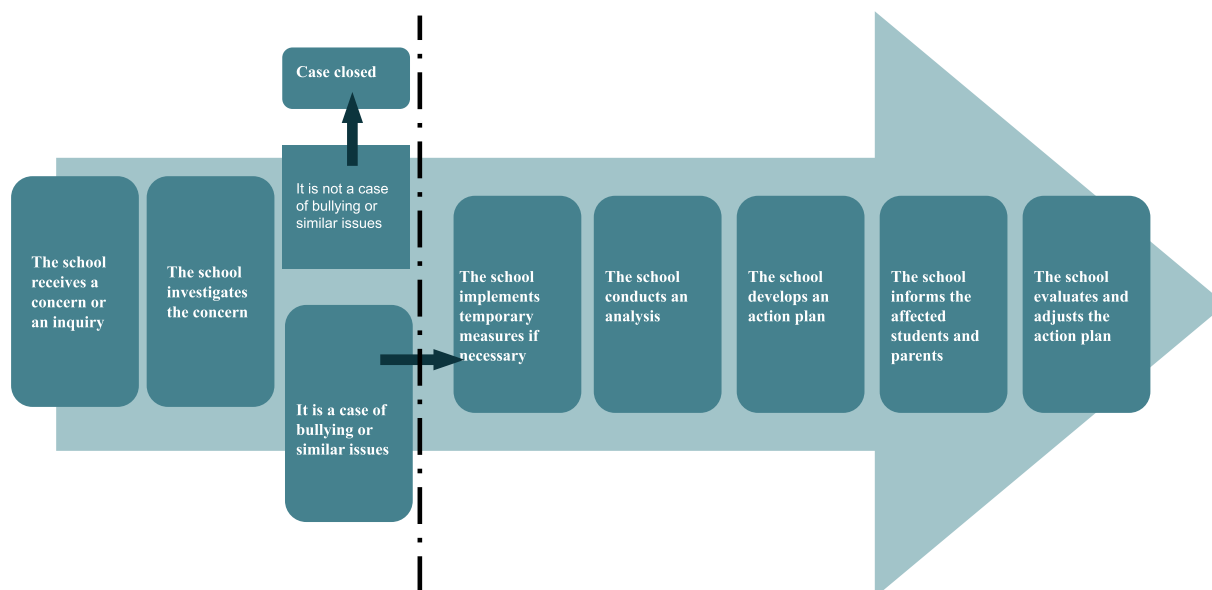 Case closed
It is not a case
of bullying or
similar issues
The school
receives a
concern or
an inquiry
The school
investigates
the concern
It is a case of
bullying or
similar issues
The school
implements
temporary
measures if
necessary
The school
conducts an
analysis
The school
develops an
action plan
The school
informs the
affected
students and
parents
The school
evaluates and
adjusts the
action plan